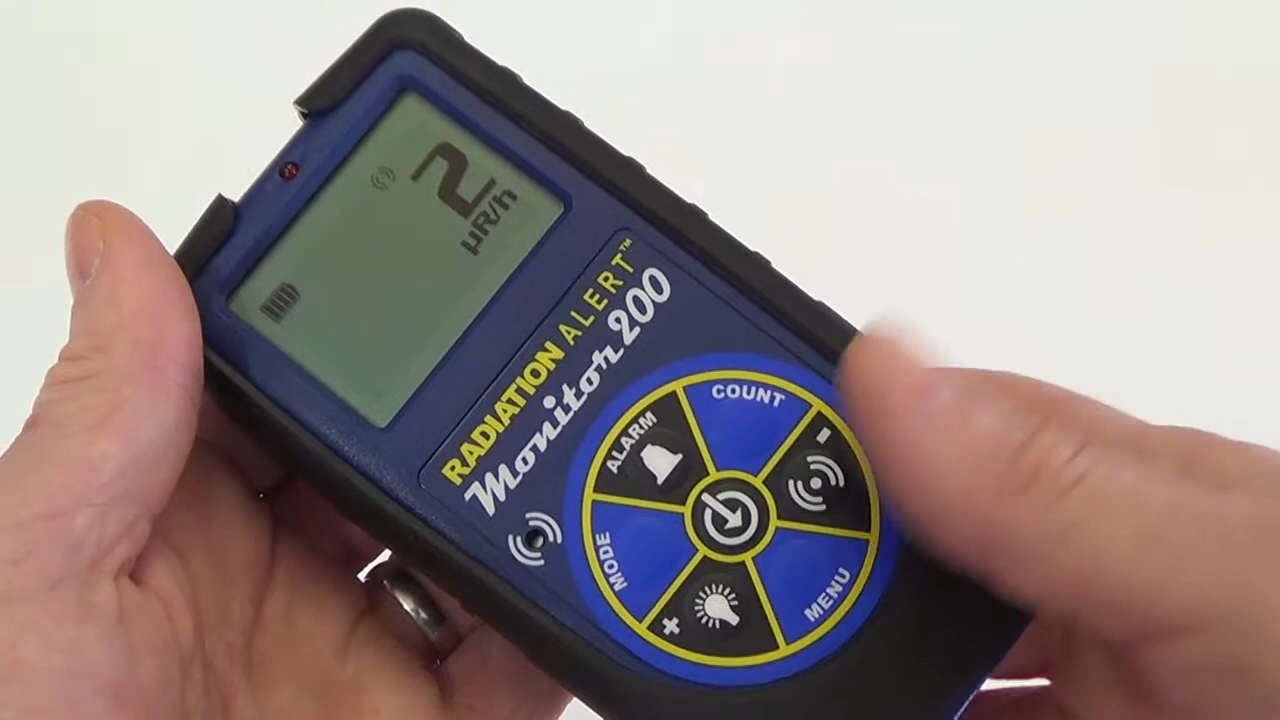 2
µR/h
RADIATION ALERT™
Monitor 200
COUNT
ALARM
-
MODE
MENU
+